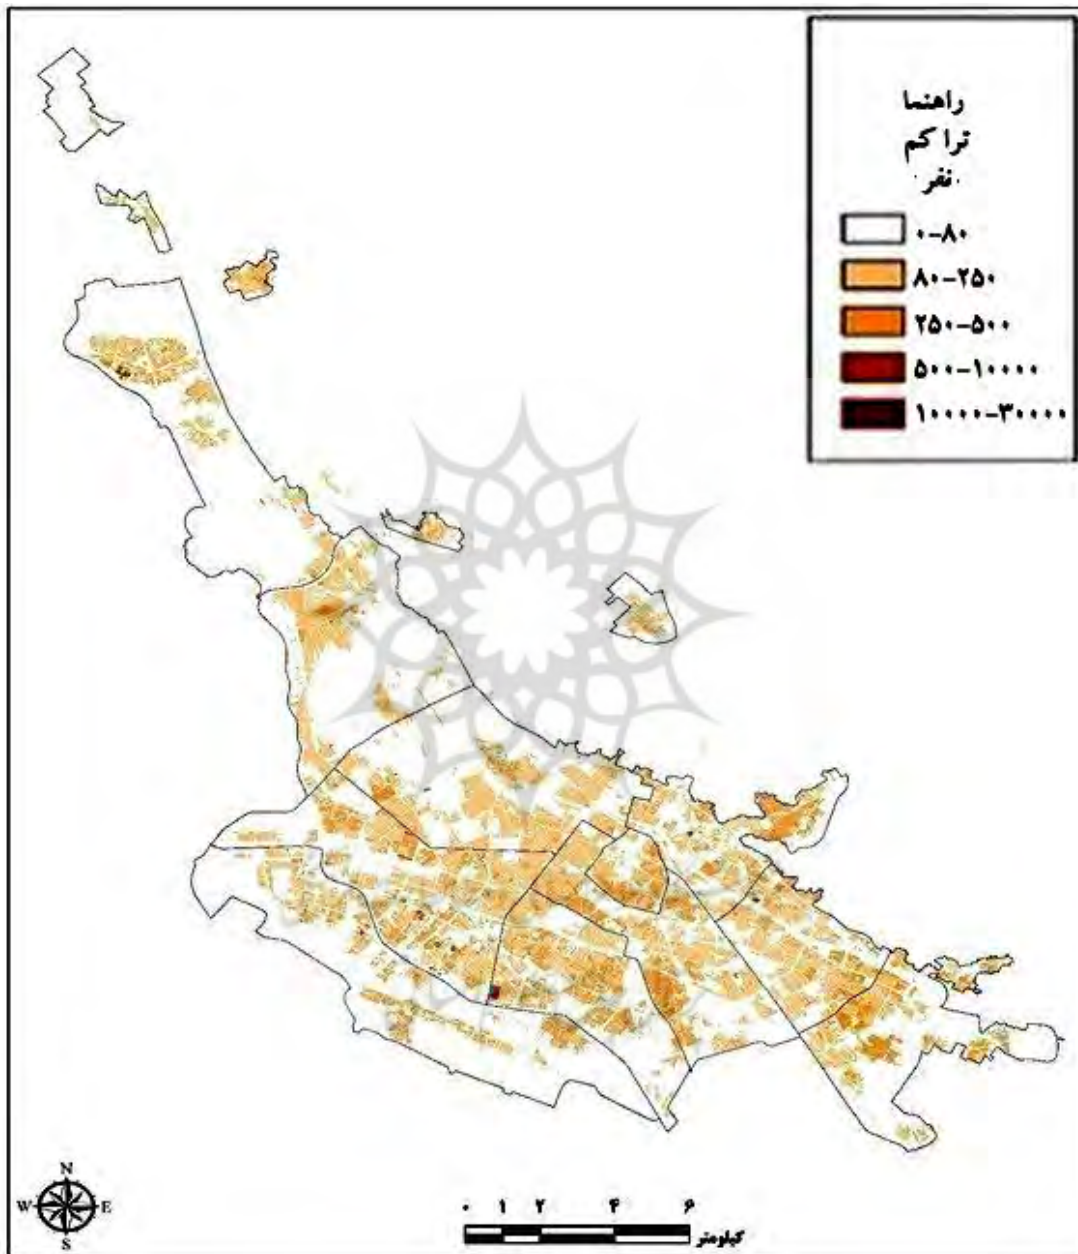 راهنما
تراکم
نفر
۰-۸۰
۸۰-۲۵۰
۲۵۰-۵۰۰
۵۰۰-۱۰۰۰۰
۱۰۰۰۰-۳۰۰۰۰
N
W E
S
۰ ۱ ۲ ۴ ۶
کیلومتر